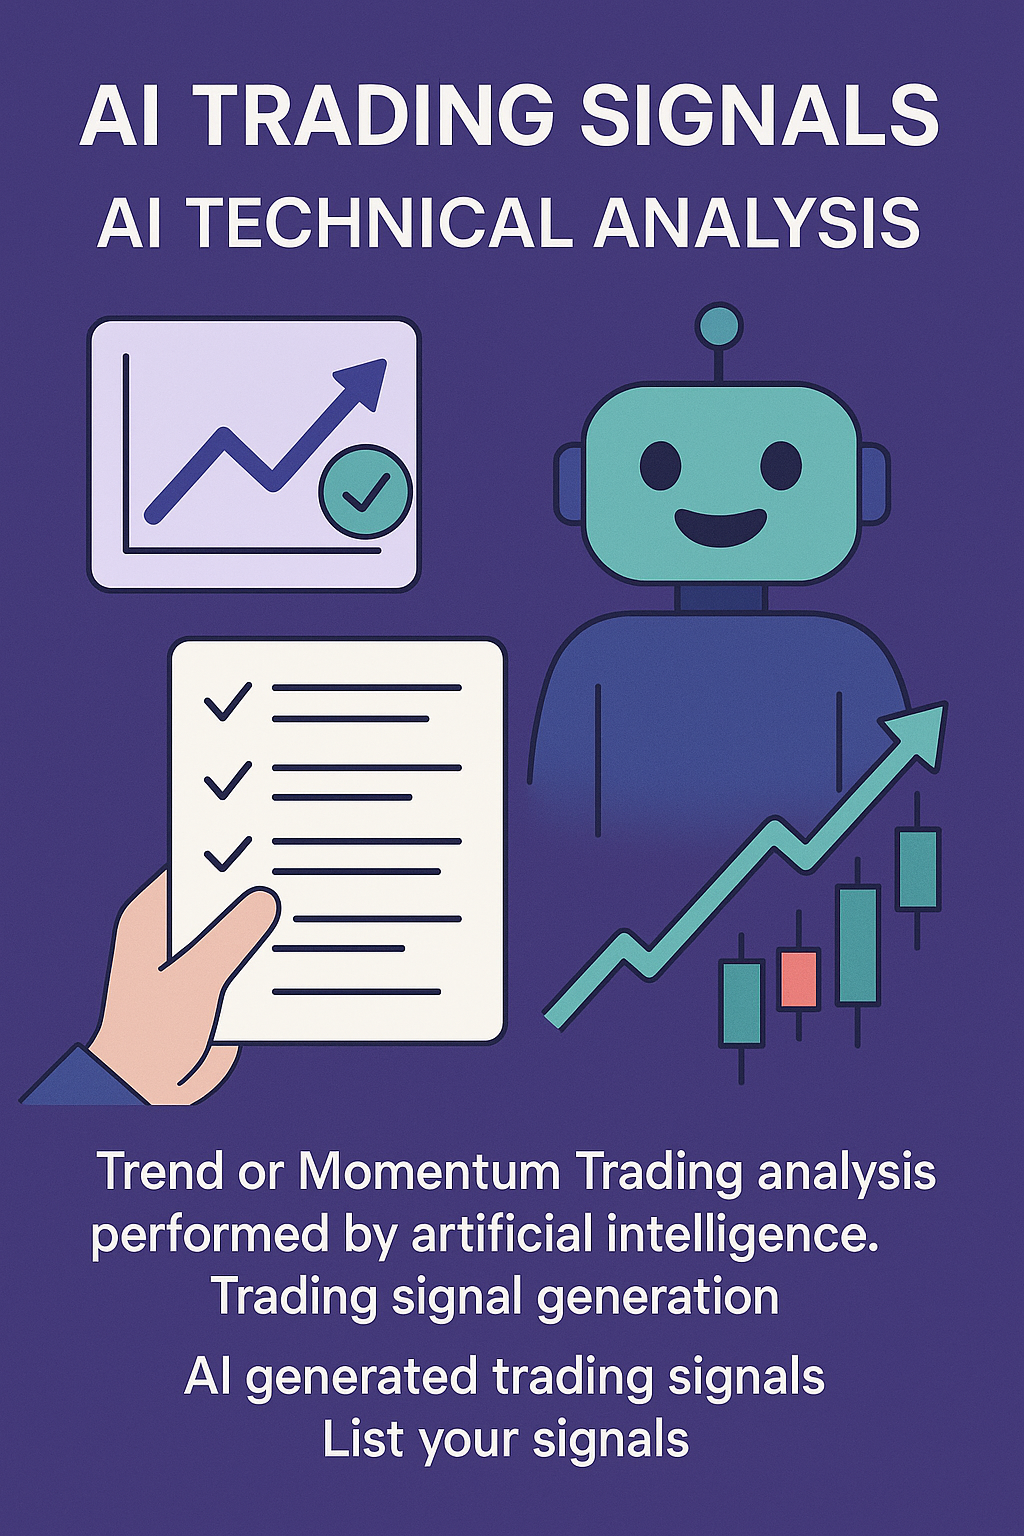 AI TRADING SIGNALS
AI TECHNICAL ANALYSIS
Trend or Momentum Trading analysis
performed by artificial intelligence.
Trading signal generation
AI generated trading signals
List your signals